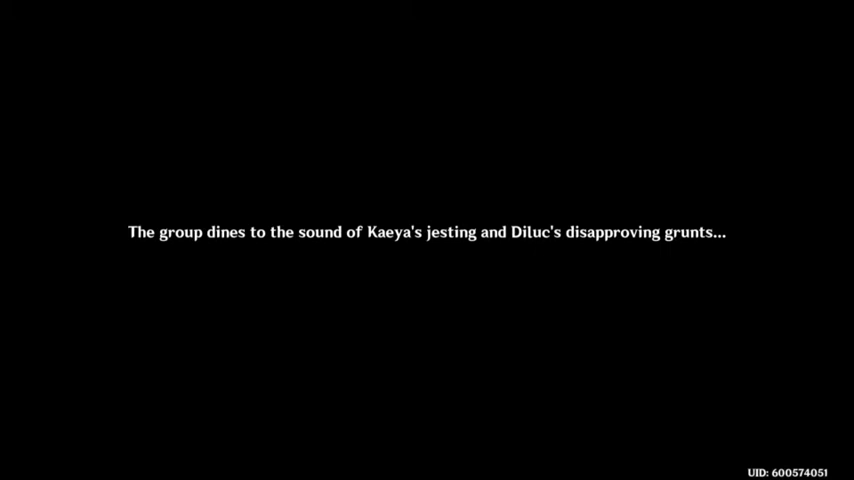 The group dines to the sound of Kaeya's jesting and Diluc's disapproving grunts...
UID: 600574051